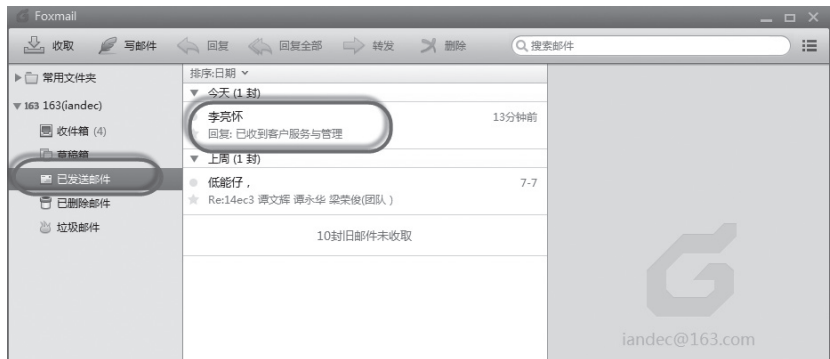 Foxmail
收取 写邮件 回复 回复全部 转发 删除 搜索邮件
常用文件夹
163 163(iandec)
收件箱 (4)
草稿箱
已发送邮件
已删除邮件
垃圾邮件
排序:日期
今天 (1 封)
李亮怀 13分钟前
回复: 已收到客户服务与管理
上周 (1 封)
低能仔 , 7-7
Re:14ec3 谭文辉 谭永华 梁荣俊(团队 )
10封旧邮件未收取
iandec@163.com